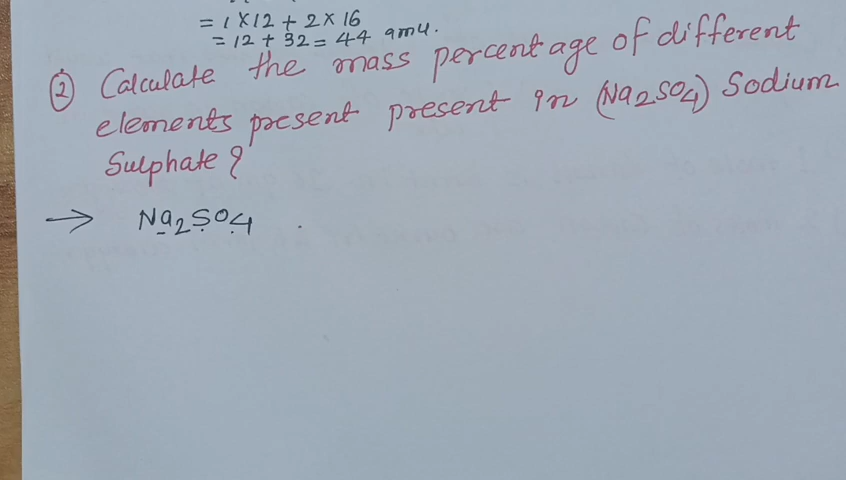 = 1 × 12 + 2 × 16
= 12 + 32 = 44 amu.
② Calculate the mass percentage of different
elements present present in (Na2SO4) Sodium
Sulphate ?
→ Na2SO4 .